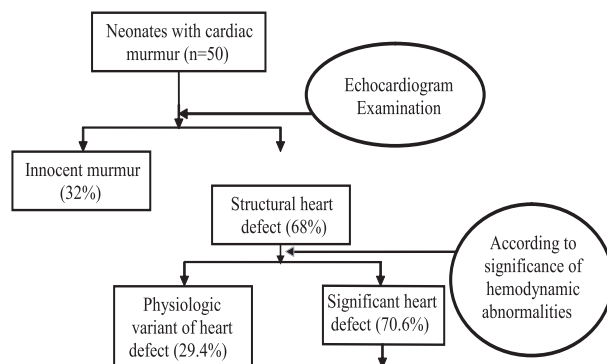 Neonates with cardiac
murmur (n=50)
Echocardiogram
Examination
Innocent murmur
(32%)
Structural heart
defect (68%)
According to
significance of
hemodynamic
abnormalities
Physiologic
variant of heart
defect (29.4%)
Significant heart
defect (70.6%)